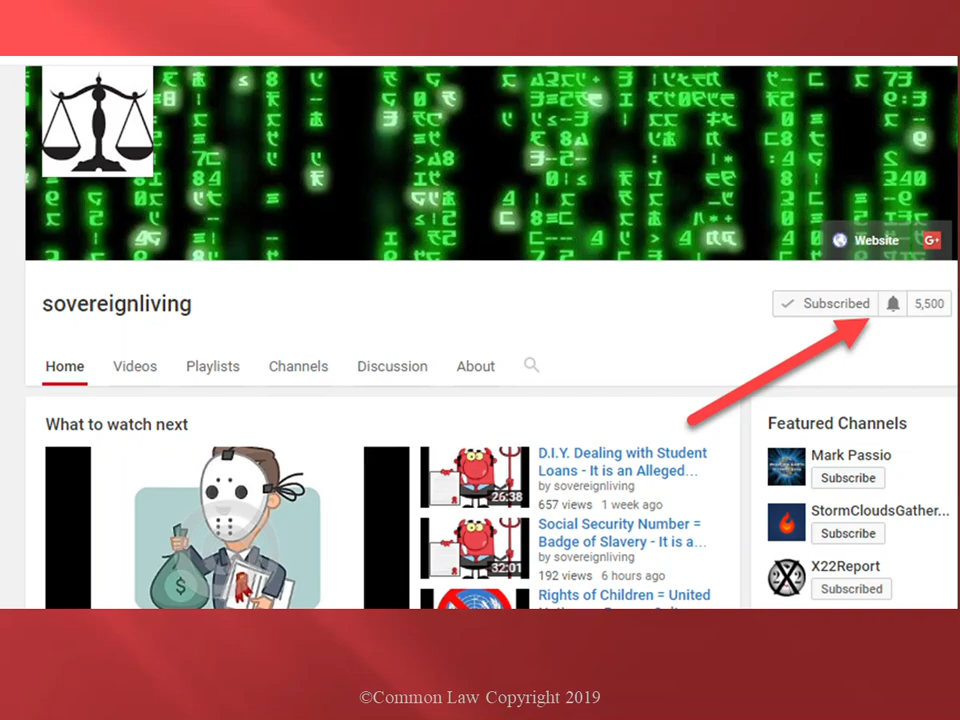 Website
G+
sovereignliving
Subscribed
5,500
Home
Videos
Playlists
Channels
Discussion
About
What to watch next
Featured Channels
D.I.Y. Dealing with Student
Loans - It is an Alleged...
by sovereignliving
657 views 1 week ago
26:38
Social Security Number =
Badge of Slavery - It is a...
by sovereignliving
192 views 6 hours ago
32:01
Rights of Children = United
$
Mark Passio
Subscribe
StormCloudsGather...
Subscribe
X22Report
Subscribed
X22
©Common Law Copyright 2019